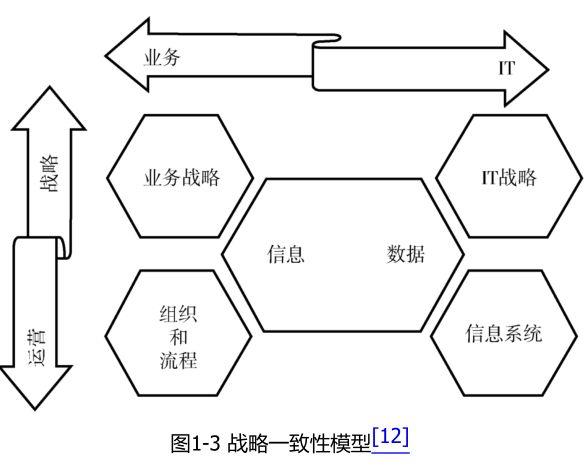 业务
IT
战略
业务战略
IT战略
信息
数据
运营
组织
和
流程
信息系统
图1-3 战略一致性模型[12]